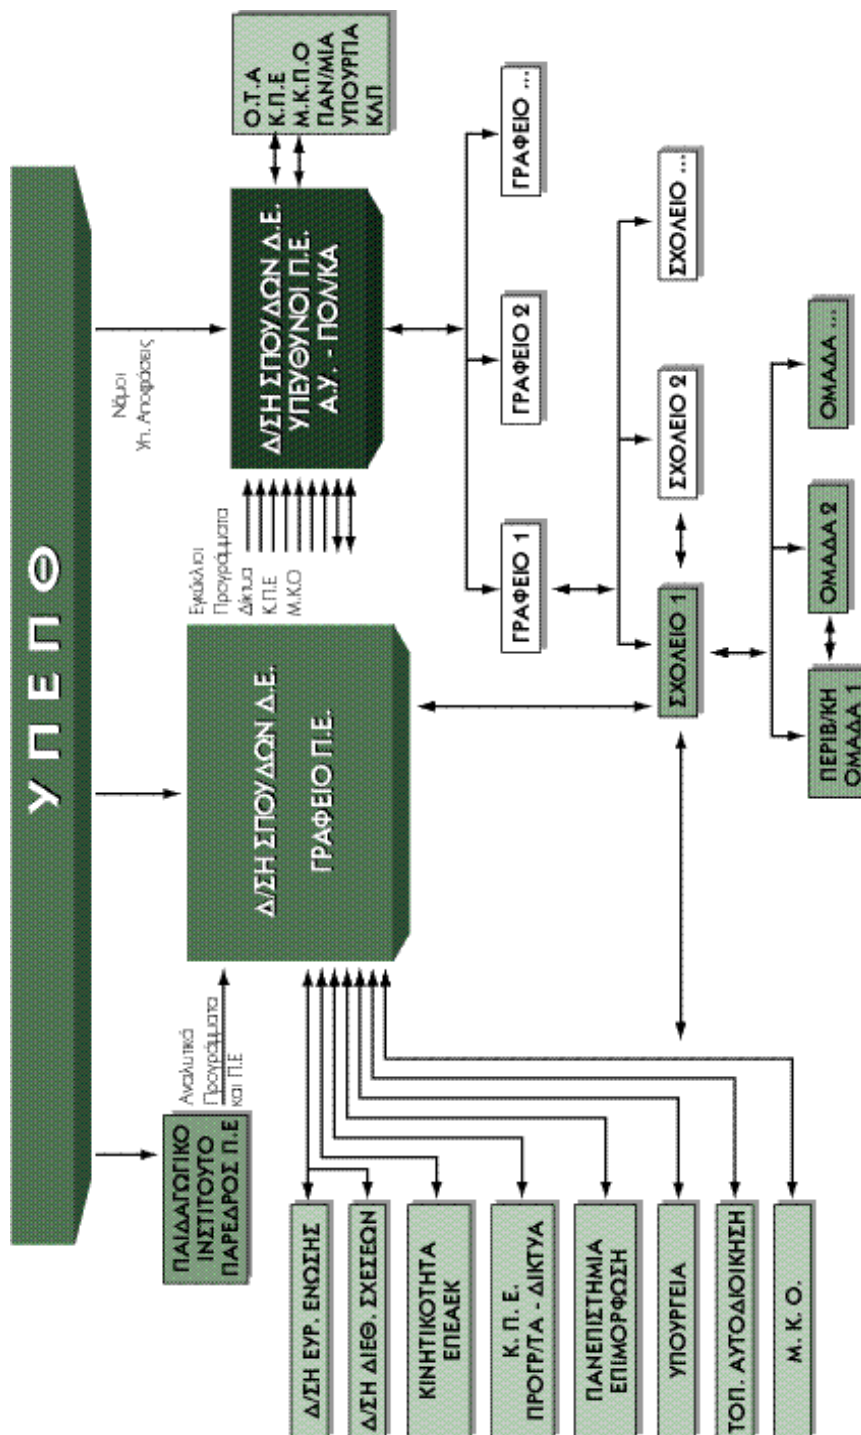 Υ Π Ε Π Θ
ΠΑΙΔΑΓΩΓΙΚΟ
ΙΝΣΤΙΤΟΥΤΟ
ΠΑΡΕΔΡΟΣ Π.Ε
Αναλυτικά
Προγράμματα
και Π.Ε
Δ/ΣΗ ΣΠΟΥΔΩΝ Δ.Ε.
ΓΡΑΦΕΙΟ Π.Ε.
Εγκύκλιοι
Προγράμματα
Δίκτυα
Κ.Π.Ε
Μ.Κ.Ο
Νόμοι
Υπ. Αποφάσεις
Δ/ΣΗ ΣΠΟΥΔΩΝ Δ.Ε.
ΥΠΕΥΘΥΝΟΙ Π.Ε.
Α.Υ. - ΠΟΛ/ΚΑ
Ο.Τ.Α
Κ.Π.Ε
Μ.Κ.Π.Ο
ΠΑΝ/ΜΙΑ
ΥΠΟΥΡΓΙΑ
ΚΛΠ
Δ/ΣΗ ΕΥΡ. ΕΝΩΣΗΣ
Δ/ΣΗ ΔΙΕΘ. ΣΧΕΣΕΩΝ
ΚΙΝΗΤΙΚΟΤΗΤΑ
ΕΠΕΑΕΚ
Κ. Π. Ε.
ΠΡΟΓΡ/ΤΑ - ΔΙΚΤΥΑ
ΠΑΝΕΠΙΣΤΗΜΙΑ
ΕΠΙΜΟΡΦΩΣΗ
ΥΠΟΥΡΓΕΙΑ
ΤΟΠ. ΑΥΤΟΔΙΟΙΚΗΣΗ
Μ. Κ. Ο.
ΓΡΑΦΕΙΟ 1
ΓΡΑΦΕΙΟ 2
ΓΡΑΦΕΙΟ ...
ΣΧΟΛΕΙΟ 1
ΣΧΟΛΕΙΟ 2
ΣΧΟΛΕΙΟ ...
ΠΕΡΙΒ/ΚΗ
ΟΜΑΔΑ 1
ΟΜΑΔΑ 2
ΟΜΑΔΑ ...